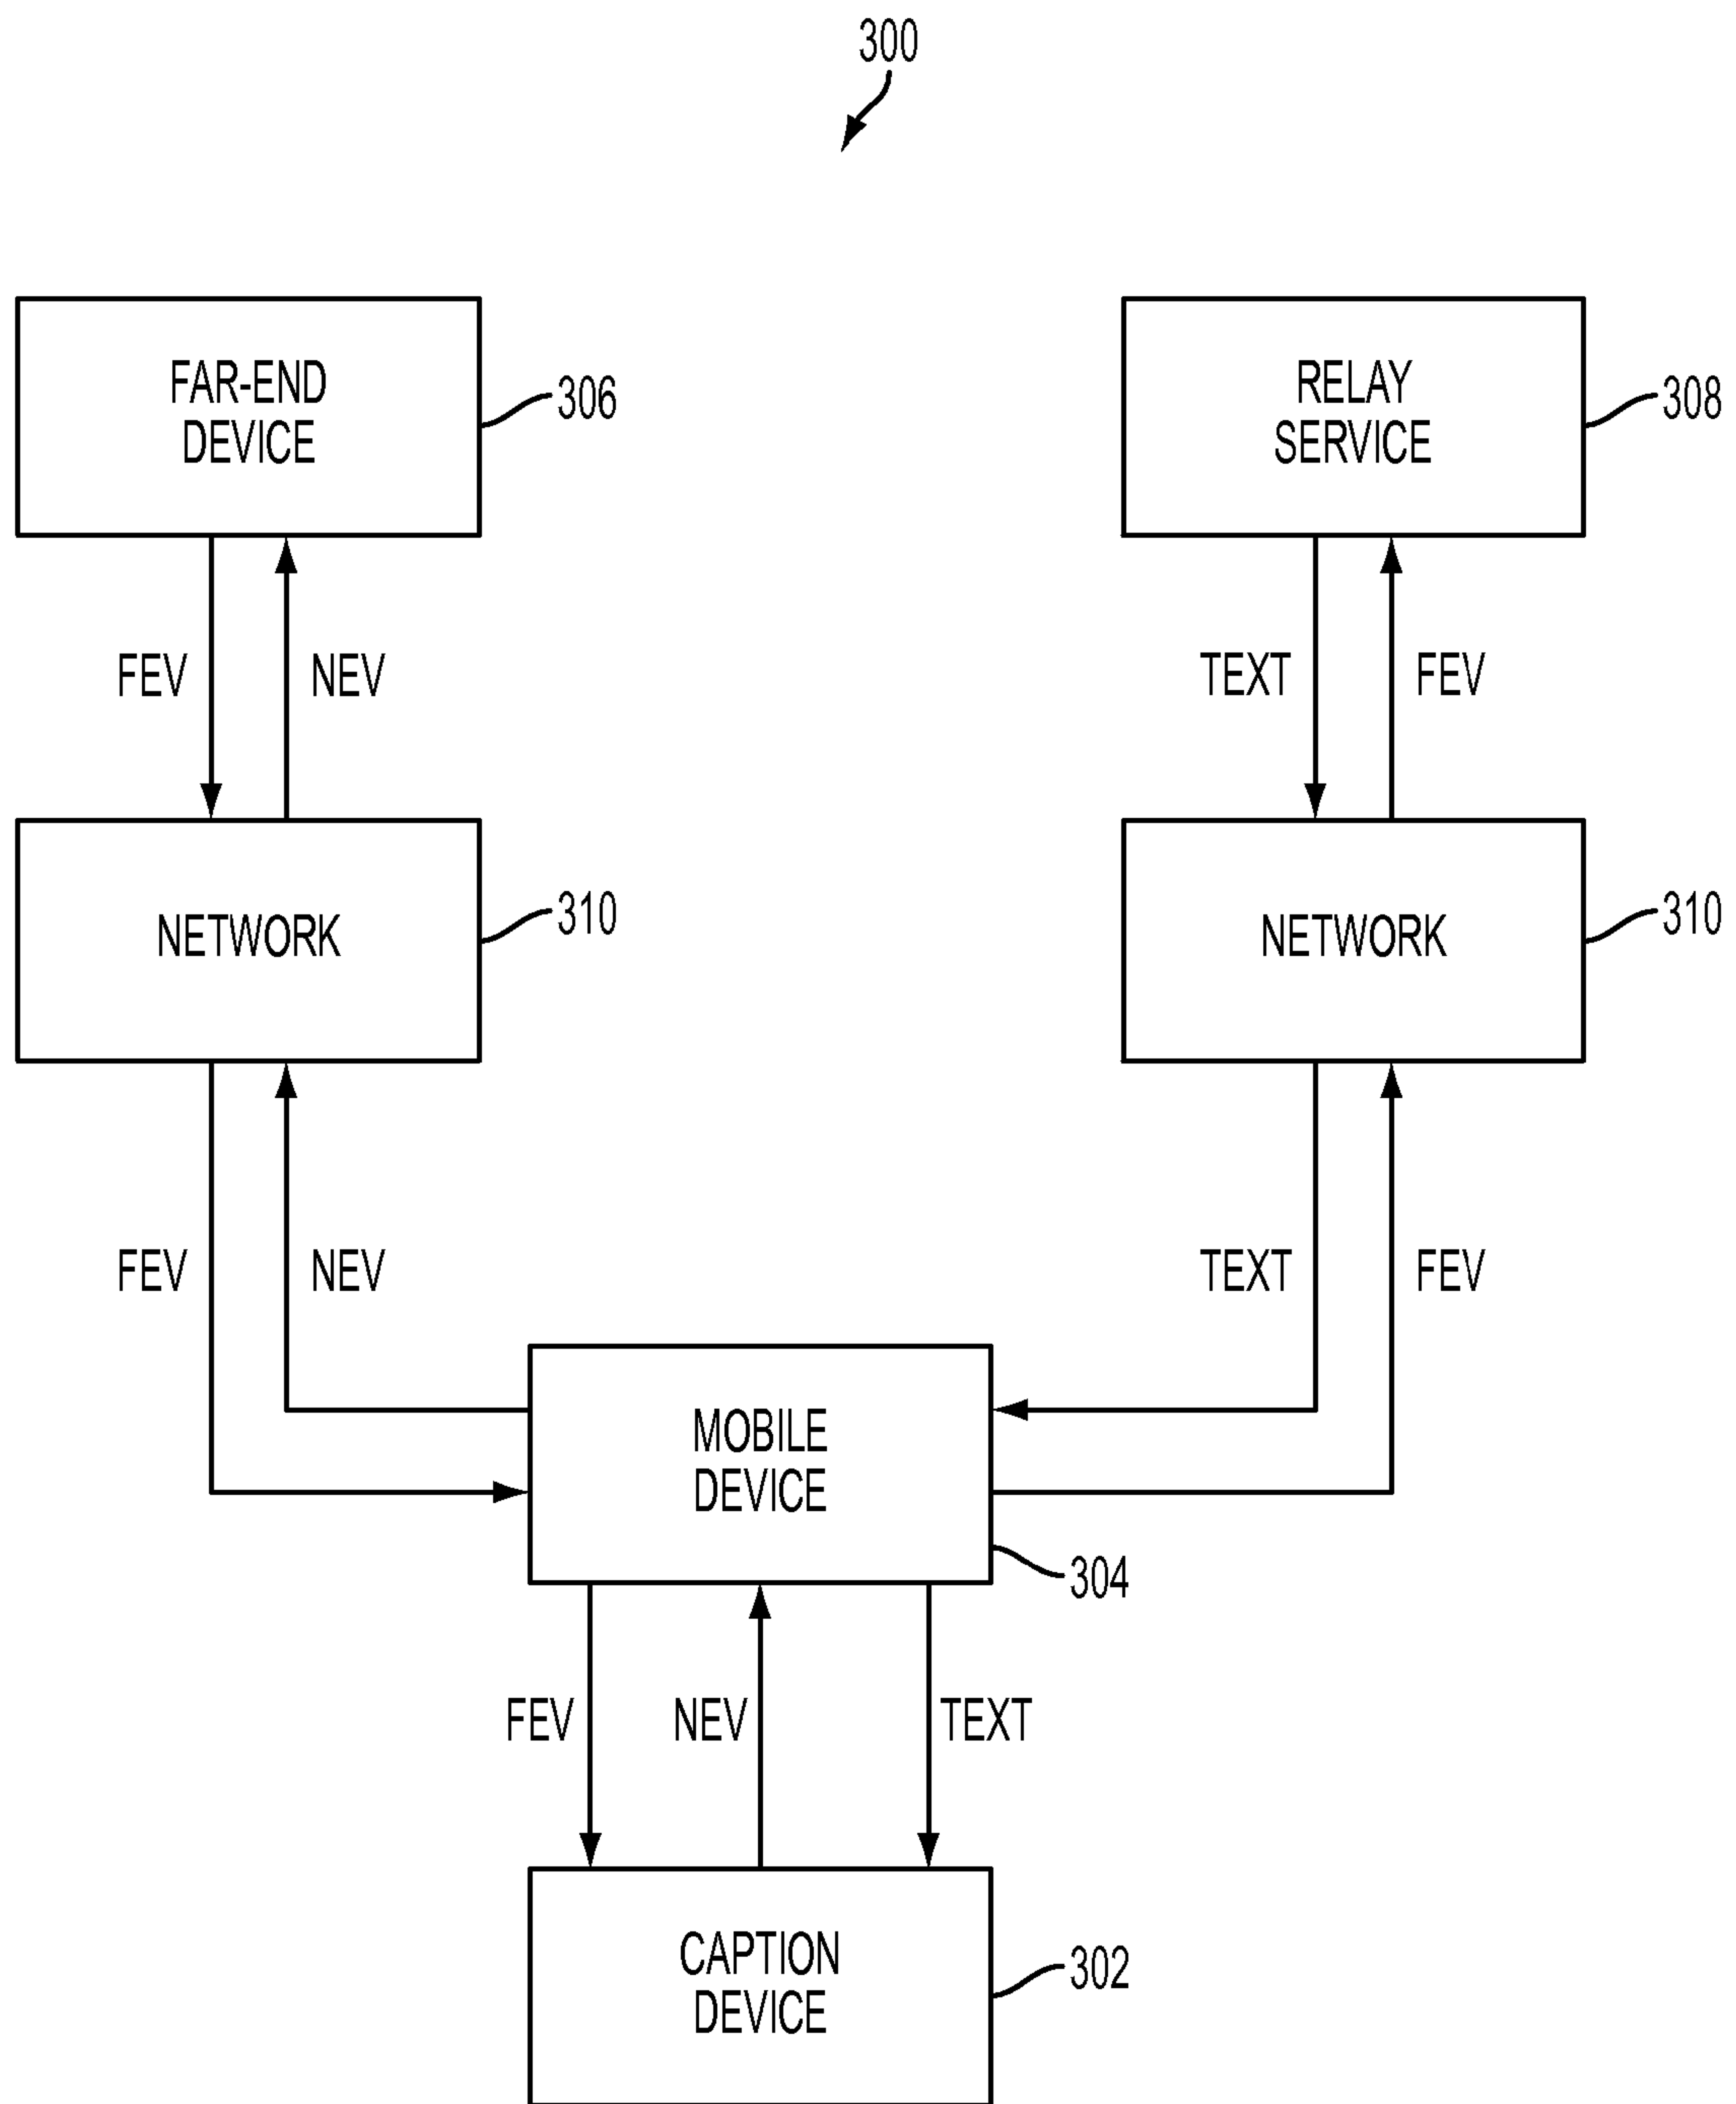 300
FAR-END
DEVICE
306
RELAY
SERVICE
308
FEV
NEV
TEXT
FEV
NETWORK
310
NETWORK
310
FEV
NEV
TEXT
FEV
MOBILE
DEVICE
304
FEV
NEV
TEXT
CAPTION
DEVICE
302